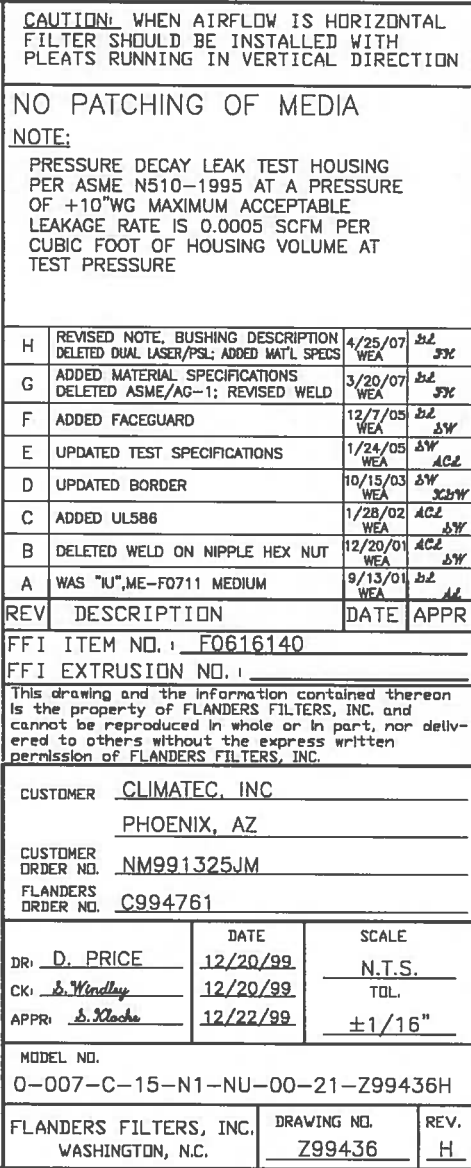 CAUTION: WHEN AIRFLOW IS HORIZONTAL
FILTER SHOULD BE INSTALLED WITH
PLEATS RUNNING IN VERTICAL DIRECTION
NO PATCHING OF MEDIA
NOTE:
PRESSURE DECAY LEAK TEST HOUSING
PER ASME N510-1995 AT A PRESSURE
OF +10"WG MAXIMUM ACCEPTABLE
LEAKAGE RATE IS 0.0005 SCFM PER
CUBIC FOOT OF HOUSING VOLUME AT
TEST PRESSURE
H REVISED NOTE, BUSHING DESCRIPTION 4/25/07
DELETED DUAL LASER/PSL; ADDED MAT'L SPECS WEA
G ADDED MATERIAL SPECIFICATIONS 3/20/07
DELETED ASME/AG-1; REVISED WELD WEA
F ADDED FACEGUARD 12/7/05 WEA SW
E UPDATED TEST SPECIFICATIONS 1/24/05 WEA SW ACL
D UPDATED BORDER 10/15/03 WEA SW
C ADDED UL586 1/28/02 WEA ACL SW
B DELETED WELD ON NIPPLE HEX NUT 12/20/01 WEA ACL SW
A WAS "IU",ME-F0711 MEDIUM 9/13/01 WEA
REV DESCRIPTION DATE APPR
FFI ITEM NO. : F0616140
FFI EXTRUSION NO. :
This drawing and the information contained thereon
is the property of FLANDERS FILTERS, INC. and
cannot be reproduced in whole or in part, nor deliv-
ered to others without the express written
permission of FLANDERS FILTERS, INC.
CUSTOMER CLIMATEC, INC
PHOENIX, AZ
CUSTOMER
ORDER NO. NM991325JM
FLANDERS
ORDER NO. C994761
DATE SCALE
DR: D. PRICE 12/20/99 N.T.S.
CK: S. Windley 12/20/99 TOL.
APPR: S. Klocke 12/22/99 ±1/16"
MODEL NO.
0-007-C-15-N1-NU-00-21-Z99436H
FLANDERS FILTERS, INC. DRAWING NO. REV.
WASHINGTON, N.C. Z99436 H